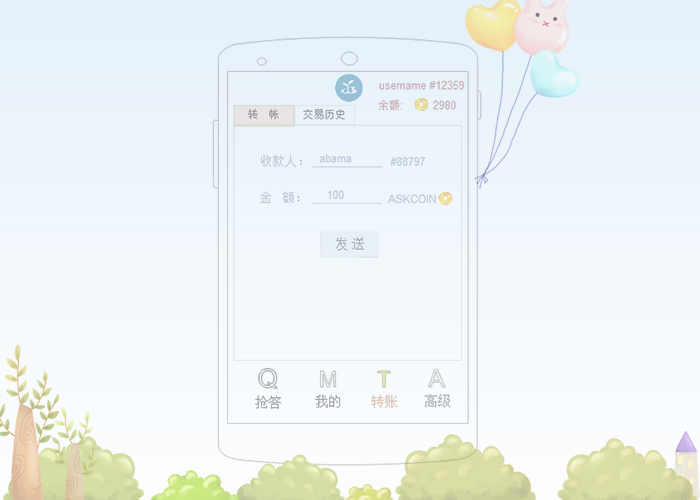 username #12359
余额: 2980
转 帐 交易历史
收款人： abama #88797
金 额： 100 ASKCOIN
发 送
Q M T A
抢答 我的 转账 高级